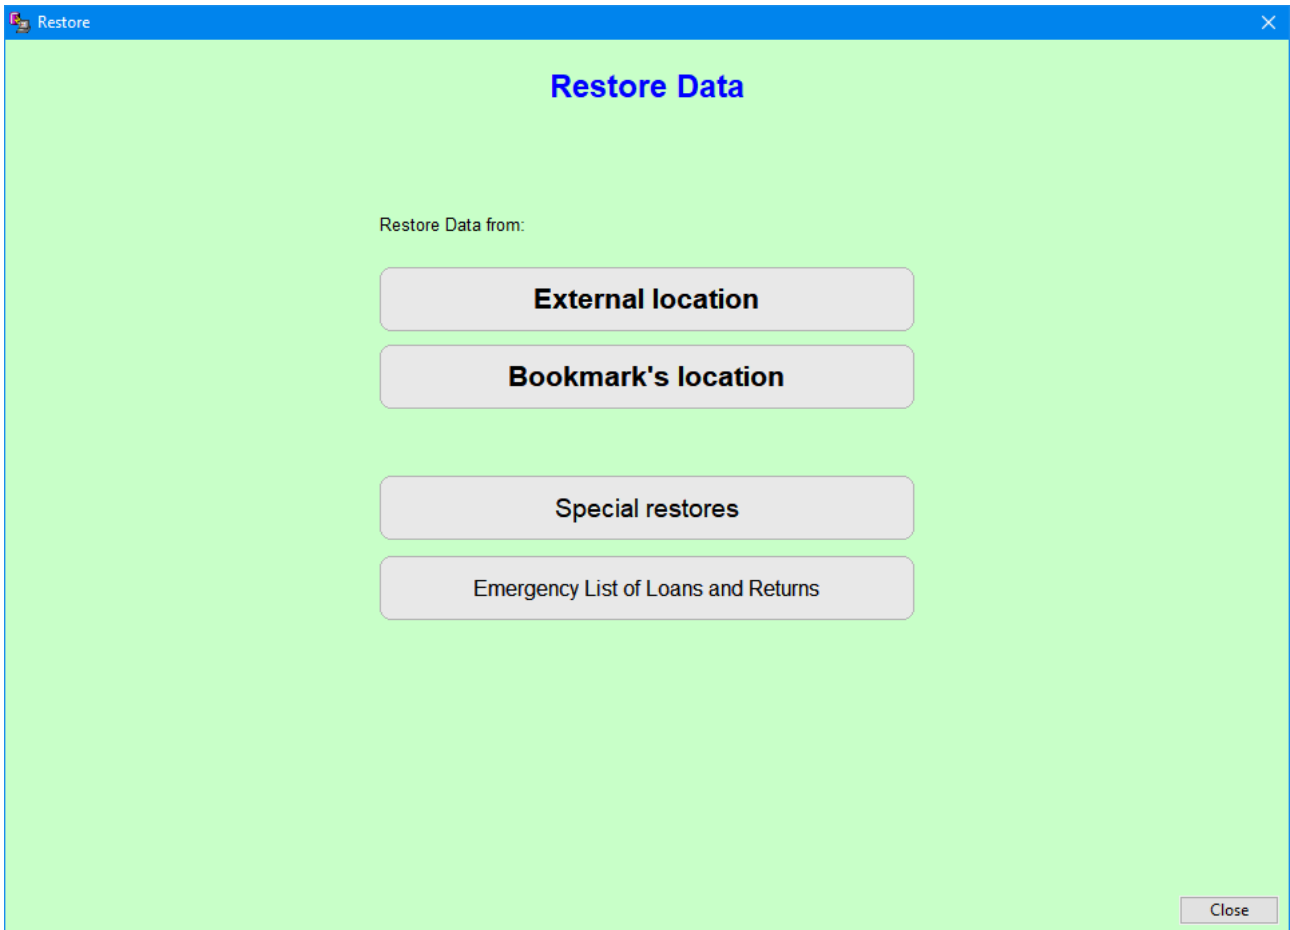 Restore
Restore Data
Restore Data from:
External location
Bookmark's location
Special restores
Emergency List of Loans and Returns
Close